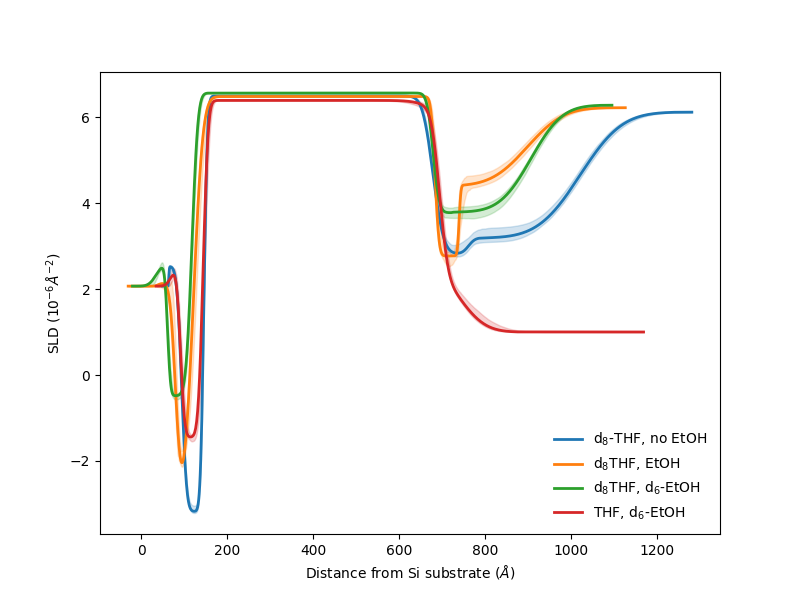 6
4
2
0
−2
SLD (10⁻⁶Å⁻²)
0 200 400 600 800 1000 1200
Distance from Si substrate (Å)
d₈-THF, no EtOH
d₈THF, EtOH
d₈THF, d₆-EtOH
THF, d₆-EtOH